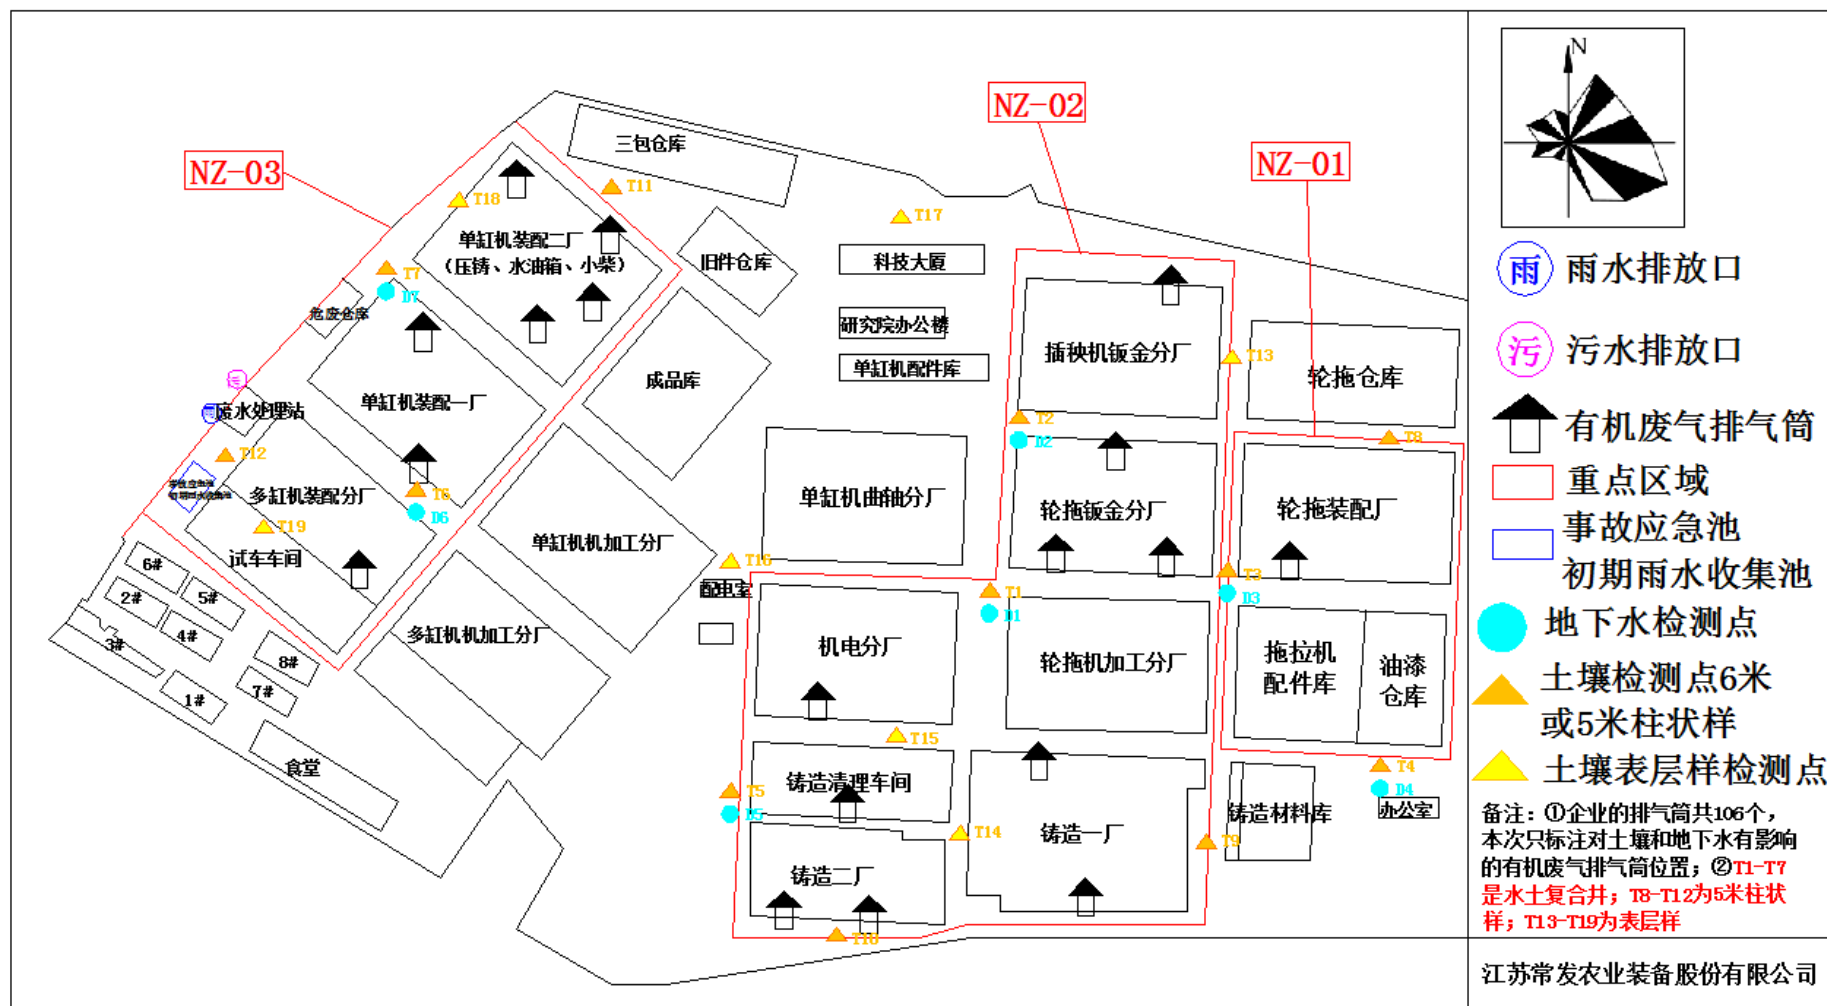 NZ-02
NZ-01
NZ-03
三包仓库
T11
T18
T17
单缸机装配二厂
(压铸、水油箱、小柴)
旧件仓库
科技大厦
T7
D7
危废仓库
研究院办公楼
单缸机配件库
插秧机钣金分厂
T13
轮拖仓库
成品库
单缸机装配一厂
污
雨
废水处理站
T2
D2
T8
T12
事故应急池
初期雨水收集池
多缸机装配分厂
T6
D6
单缸机曲轴分厂
轮拖钣金分厂
轮拖装配厂
T19
试车车间
单缸机机加工分厂
T16
配电室
T1
D1
T3
D3
6#
2#
5#
3#
4#
8#
7#
1#
多缸机机加工分厂
机电分厂
轮拖机加工分厂
拖拉机
配件库
油漆
仓库
食堂
T15
铸造清理车间
T5
D5
T14
铸造一厂
T9
铸造材料库
T4
D4
办公室
铸造二厂
T10
N
雨 雨水排放口
污 污水排放口
有机废气排气筒
重点区域
事故应急池
初期雨水收集池
地下水检测点
土壤检测点6米
或5米柱状样
土壤表层样检测点
备注：①企业的排气筒共106个，
本次只标注对土壤和地下水有影响
的有机废气排气筒位置；②T1-T7
是水土复合井；T8-T12为5米柱状
样；T13-T19为表层样
江苏常发农业装备股份有限公司